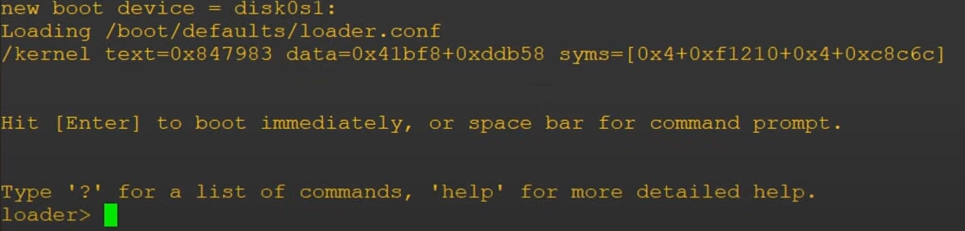 new boot device = disk0s1:
Loading /boot/defaults/loader.conf
/kernel text=0x847983 data=0x41bf8+0xddb58 syms=[0x4+0xf1210+0x4+0xc8c6c]
Hit [Enter] to boot immediately, or space bar for command prompt.
Type '?' for a list of commands, 'help' for more detailed help.
loader>